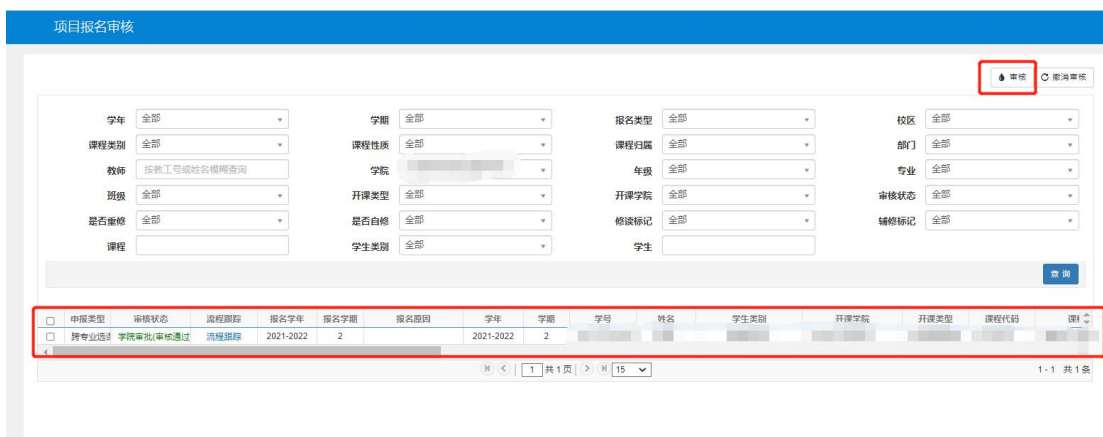 项目报名审核
审核 撤消审核
学年 全部 学期 全部 报名类型 全部 校区 全部
课程类别 全部 课程性质 全部 课程归属 全部 部门 全部
教师 按教工号或姓名模糊查询 学院 年级 全部 专业 全部
班级 全部 开课类型 全部 开课学院 全部 审核状态 全部
是否重修 全部 是否自修 全部 修读标记 全部 辅修标记 全部
课程 学生类别 全部 学生
查询
申报类型 审核状态 流程跟踪 报名学年 报名学期 报名原因 学年 学期 学号 姓名 学生类别 开课学院 开课类型 课程代码
跨专业选 学院审批(审核通过 流程跟踪 2021-2022 2 2021-2022 2
1 共1页 15 1-1 共1条